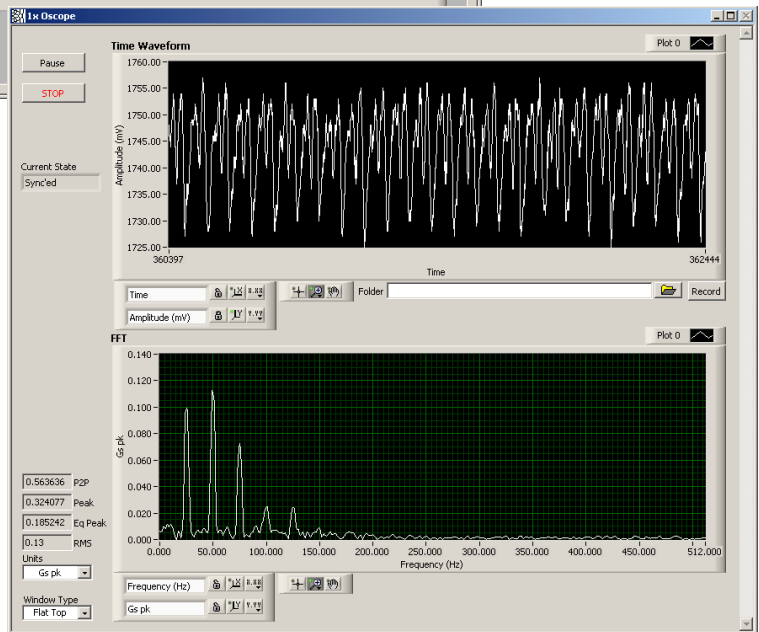 1x Oscope
Pause
STOP
Current State
Sync'ed
Time Waveform
Plot 0
1760.00
1755.00
1750.00
1745.00
1740.00
1735.00
1730.00
1725.00
Amplitude (mV)
360397
362444
Time
Time
Amplitude (mV)
Folder
Record
FFT
Plot 0
0.140
0.120
0.100
0.080
0.060
0.040
0.020
0.000
Gs pk
0.000 50.000 100.000 150.000 200.000 250.000 300.000 350.000 400.000 450.000 512.000
Frequency (Hz)
0.563636 P2P
0.324077 Peak
0.185242 Eq Peak
0.13 RMS
Units
Gs pk
Window Type
Flat Top
Frequency (Hz)
Gs pk